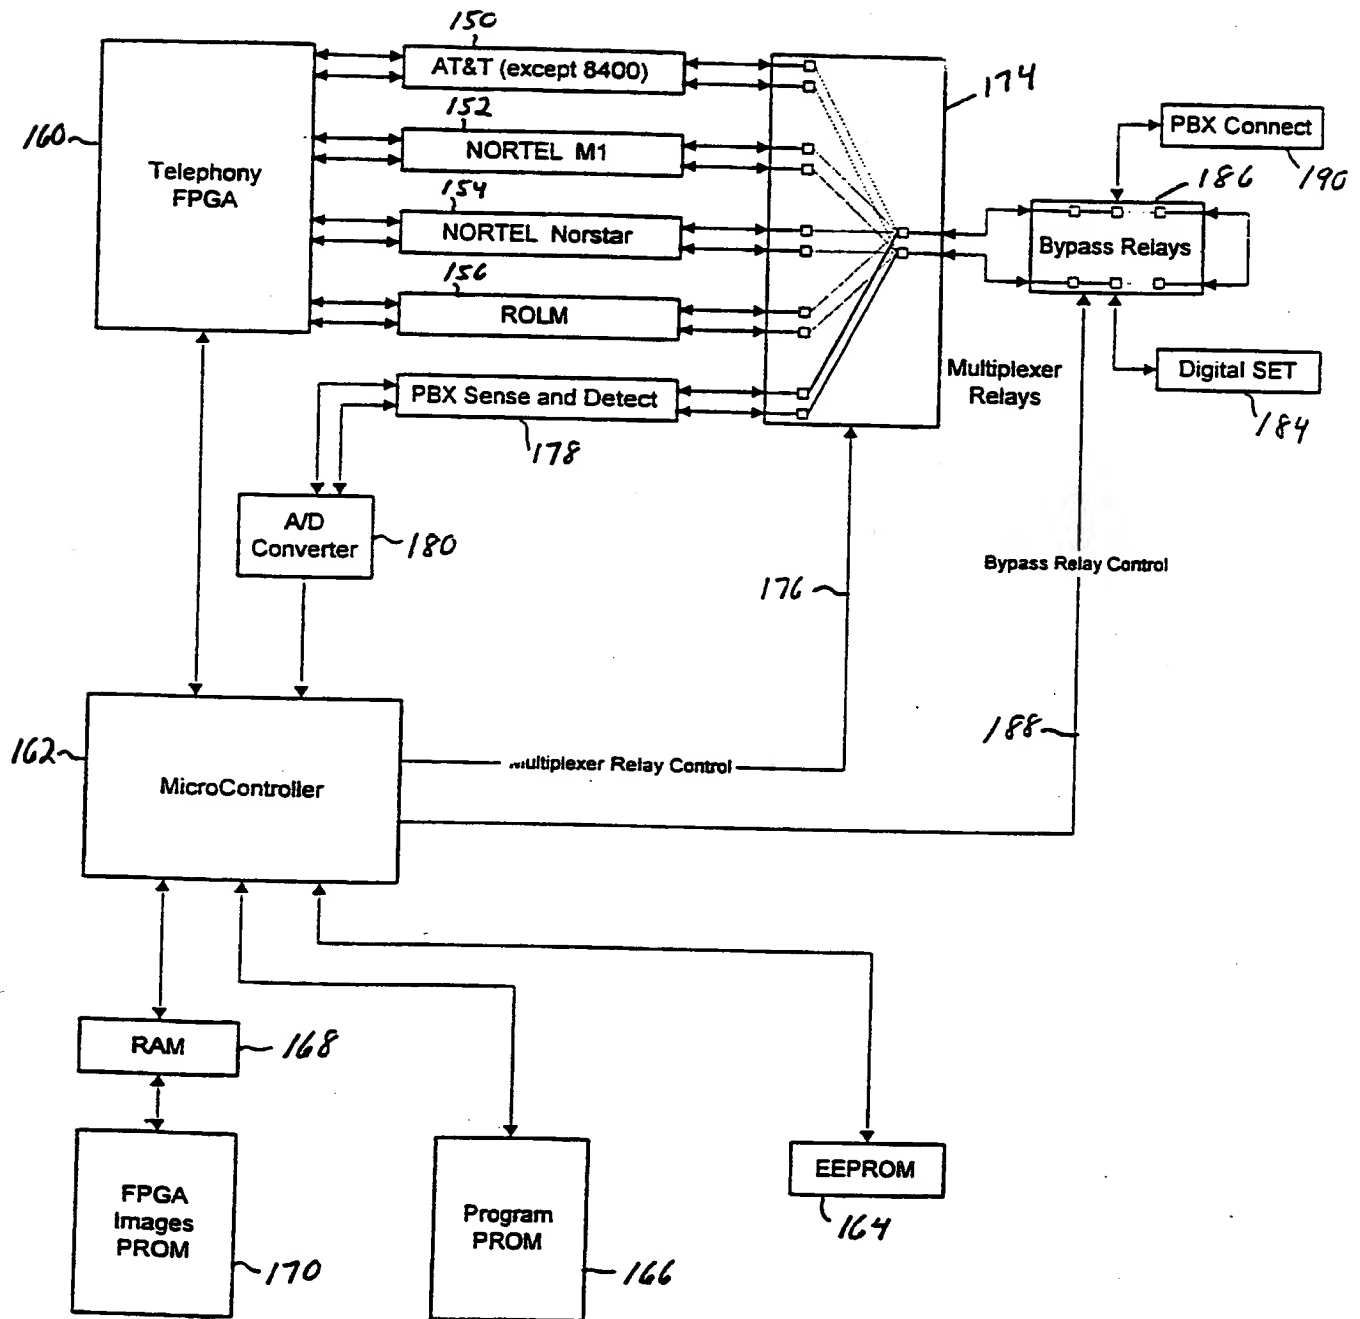 150
AT&T (except 8400)
174
152
160
PBX Connect
Telephony
FPGA
NORTEL M1
186
190
154
NORTEL Norstar
Bypass Relays
156
ROLM
Multiplexer
Relays
Digital SET
PBX Sense and Detect
184
178
A/D
Converter
180
Bypass Relay Control
176
188
162
Multiplexer Relay Control
MicroController
RAM
168
EEPROM
FPGA
Images
PROM
Program
PROM
164
170
166